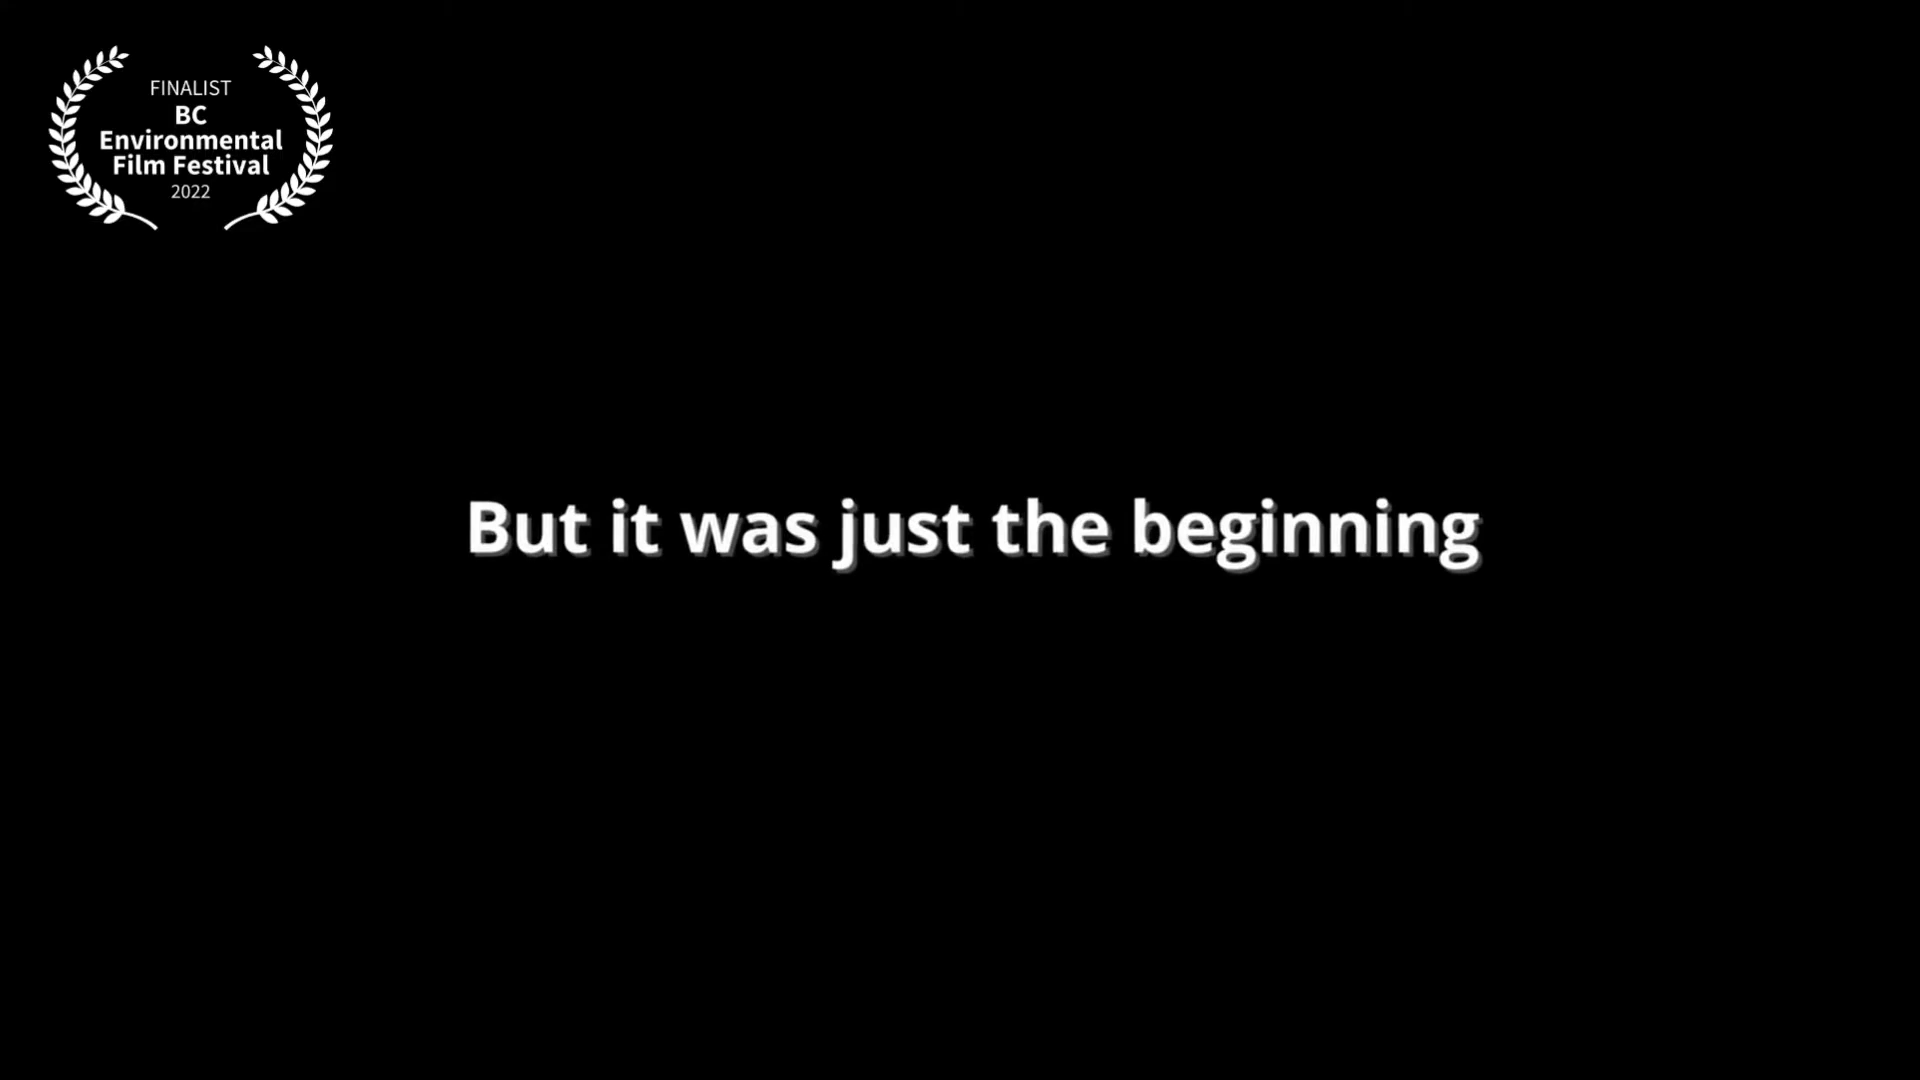 FINALIST
BC
Environmental
Film Festival
2022
But it was just the beginning